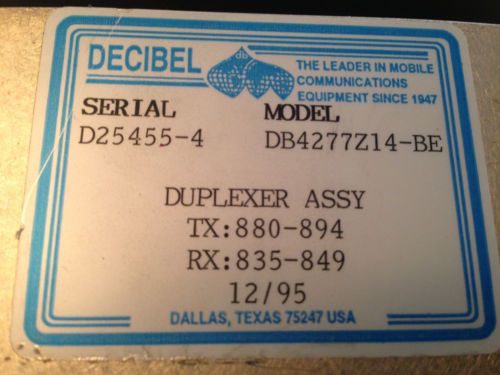 DECIBEL
db
THE LEADER IN MOBILE
COMMUNICATIONS
EQUIPMENT SINCE 1947
SERIAL MODEL
D25455-4 DB4277Z14-BE
DUPLEXER ASSY
TX:880-894
RX:835-849
12/95
DALLAS, TEXAS 75247 USA